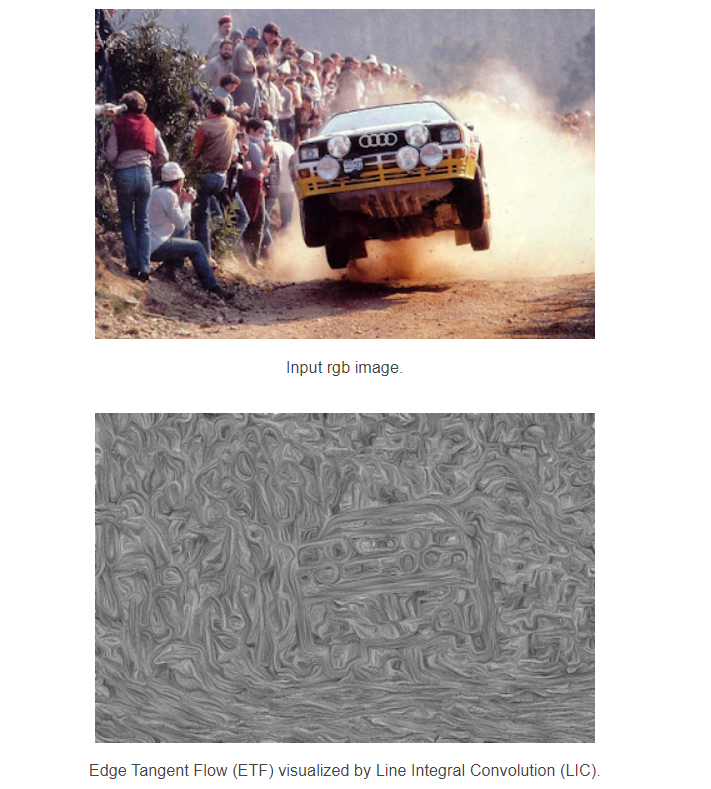 Input rgb image.
Edge Tangent Flow (ETF) visualized by Line Integral Convolution (LIC).